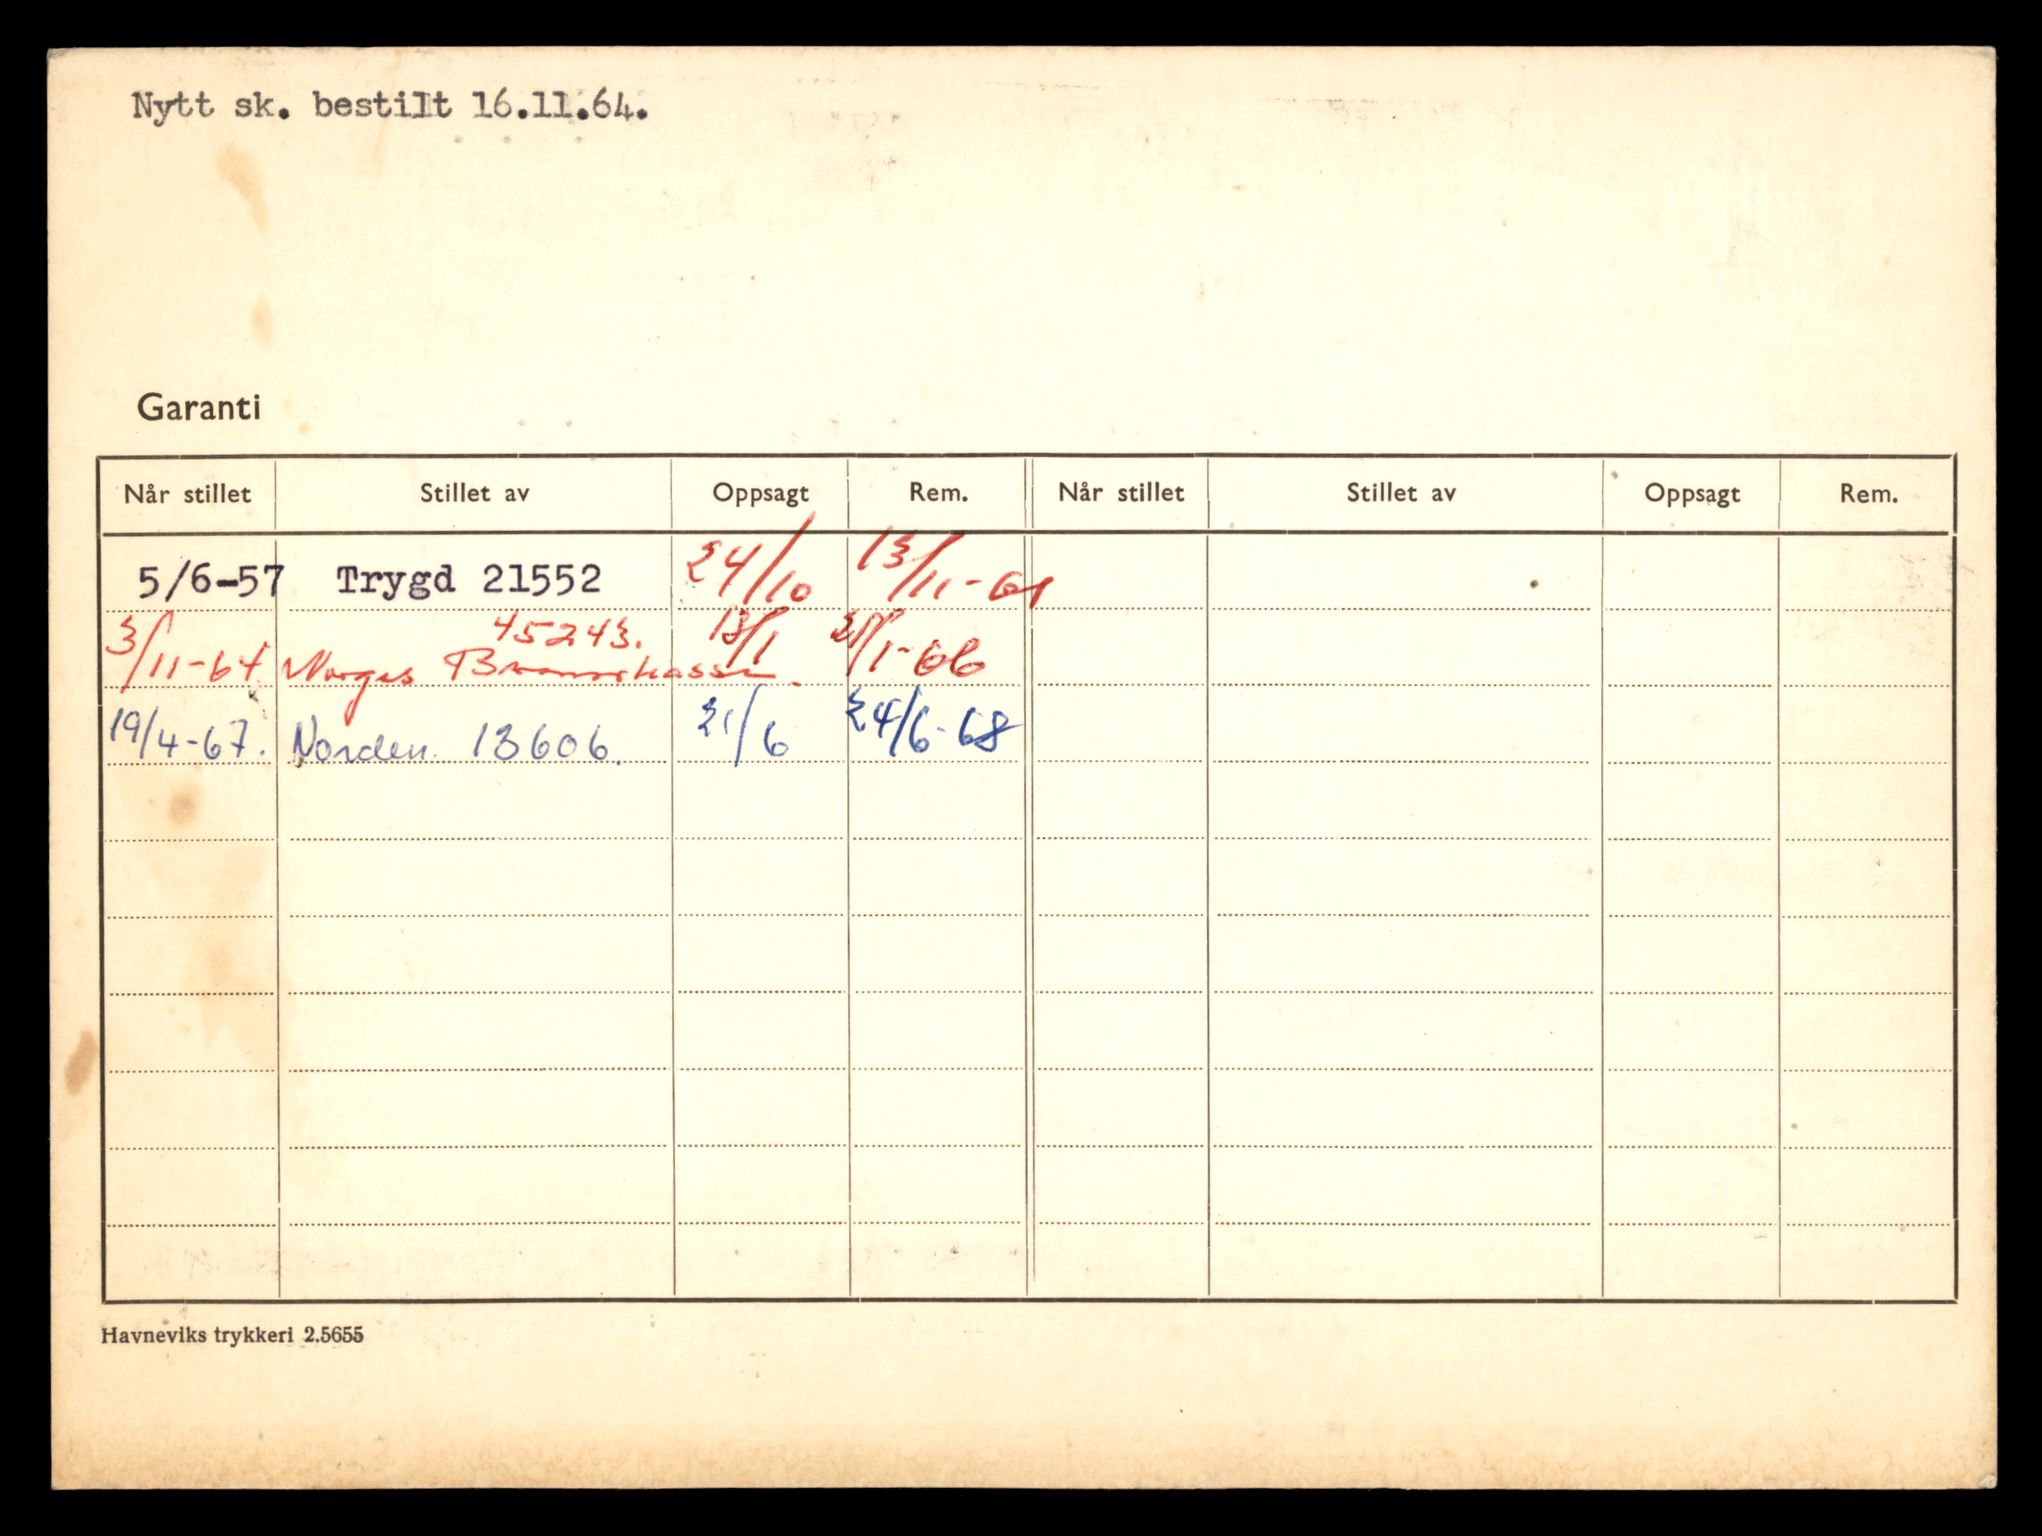 Nytt sk. bestilt 16.11.64.
Garanti
Når stillet Stillet av Oppsagt Rem. Når stillet Stillet av Oppsagt Rem.
5/6-57 Trygd 21552 24/10 13/11-64
45243.
3/11-64 Norges Brannkasse. 13/1 /1-66
19/4-67. Norden. 13606. 21/6 24/6-68
Havneviks trykkeri 2.5655